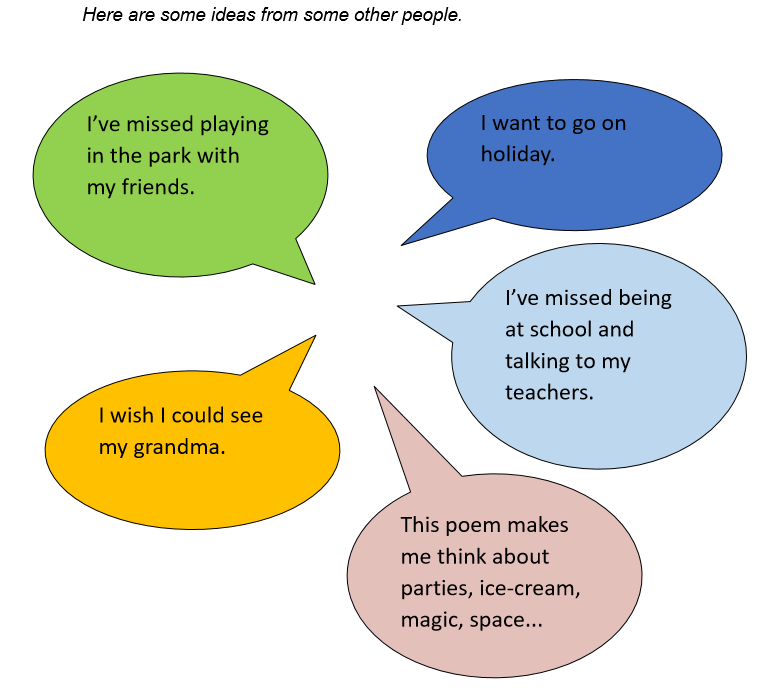 Here are some ideas from some other people.
I’ve missed playing
in the park with
my friends.
I want to go on
holiday.
I’ve missed being
at school and
talking to my
teachers.
I wish I could see
my grandma.
This poem makes
me think about
parties, ice-cream,
magic, space...